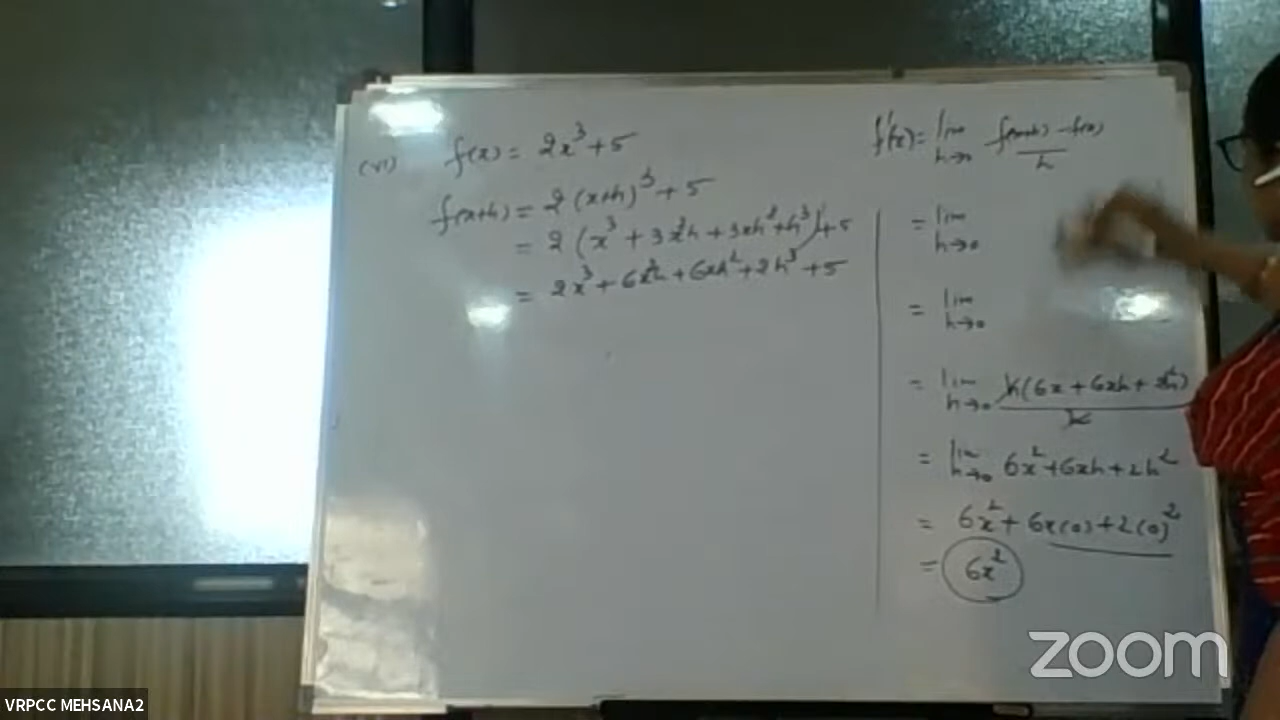 (vi) f(x) = 2x³+5
f(x+h) = 2(x+h)³+5
= 2(x³+3x²h+3xh²+h³)+5
= 2x³+6x²h+6xh²+2h³+5
f'(x) = lim h→0 f(x+h)-f(x) / h
= lim h→0
= lim h→0
= lim h→0 h(6x+6xh+2h²) / h
= lim h→0 6x²+6xh+2h²
= 6x²+6x(0)+2(0)²
= 6x²
zoom
VRPCC MEHSANA2